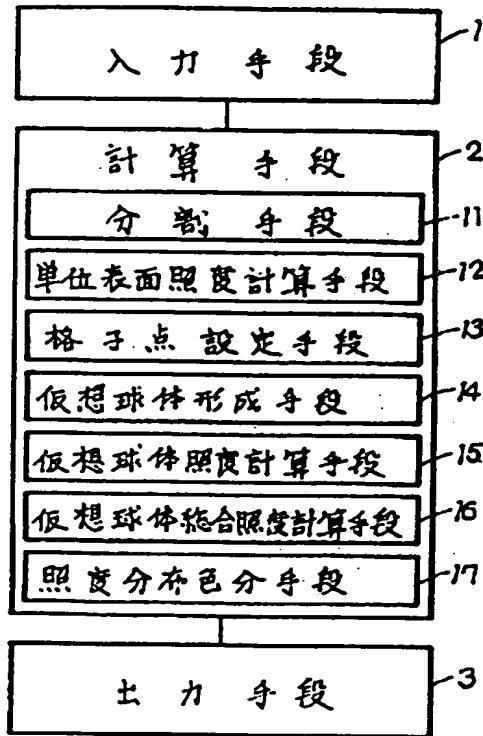 入力手段
1
計算手段
2
分割手段
11
単位表面照度計算手段
12
格子点設定手段
13
仮想球体形成手段
14
仮想球体照度計算手段
15
仮想球体総合照度計算手段
16
照度分布色分手段
17
出力手段
3